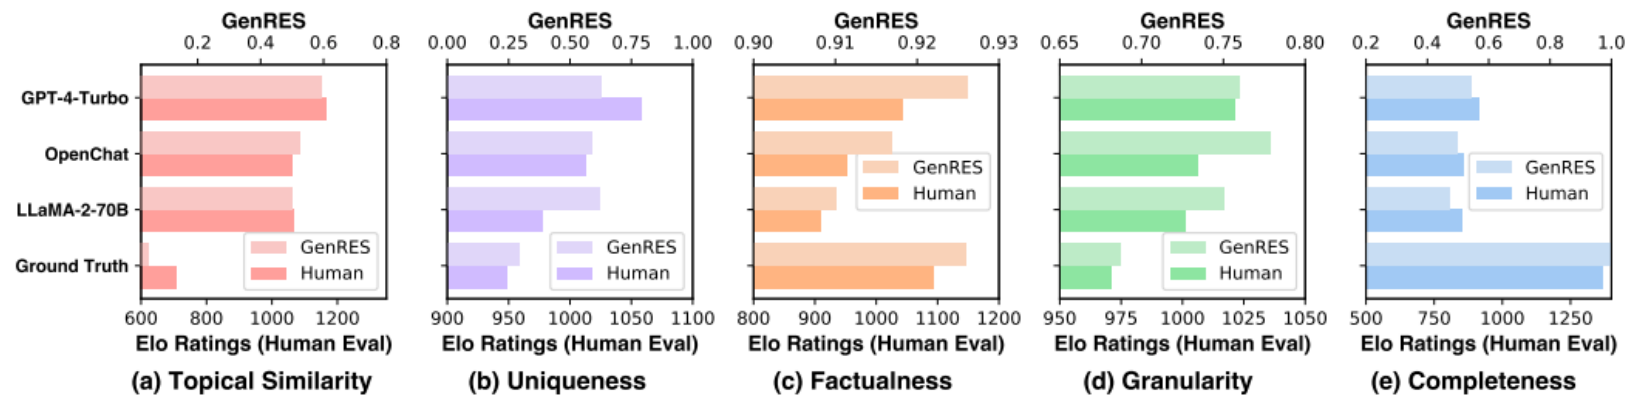 GenRES GenRES GenRES GenRES GenRES
0.2 0.4 0.6 0.8 0.00 0.25 0.50 0.75 1.00 0.90 0.91 0.92 0.93 0.65 0.70 0.75 0.80 0.2 0.4 0.6 0.8 1.0
GPT-4-Turbo
OpenChat
GenRES GenRES
Human Human
LLaMA-2-70B
GenRES GenRES GenRES
Ground Truth
Human Human Human
600 800 1000 1200 900 950 1000 1050 1100 800 900 1000 1100 1200 950 975 1000 1025 1050 500 750 1000 1250
Elo Ratings (Human Eval) Elo Ratings (Human Eval) Elo Ratings (Human Eval) Elo Ratings (Human Eval) Elo Ratings (Human Eval)
(a) Topical Similarity (b) Uniqueness (c) Factualness (d) Granularity (e) Completeness